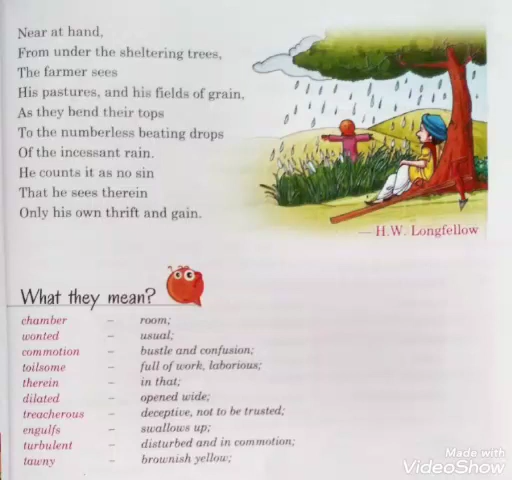 Near at hand,
From under the sheltering trees,
The farmer sees
His pastures, and his fields of grain,
As they bend their tops
To the numberless beating drops
Of the incessant rain.
He counts it as no sin
That he sees therein
Only his own thrift and gain.
— H.W. Longfellow
What they mean?
chamber – room;
wonted – usual;
commotion – bustle and confusion;
toilsome – full of work, laborious;
therein – in that;
dilated – opened wide;
treacherous – deceptive, not to be trusted;
engulfs – swallows up;
turbulent – disturbed and in commotion;
tawny – brownish yellow;
Made with
VideoShow